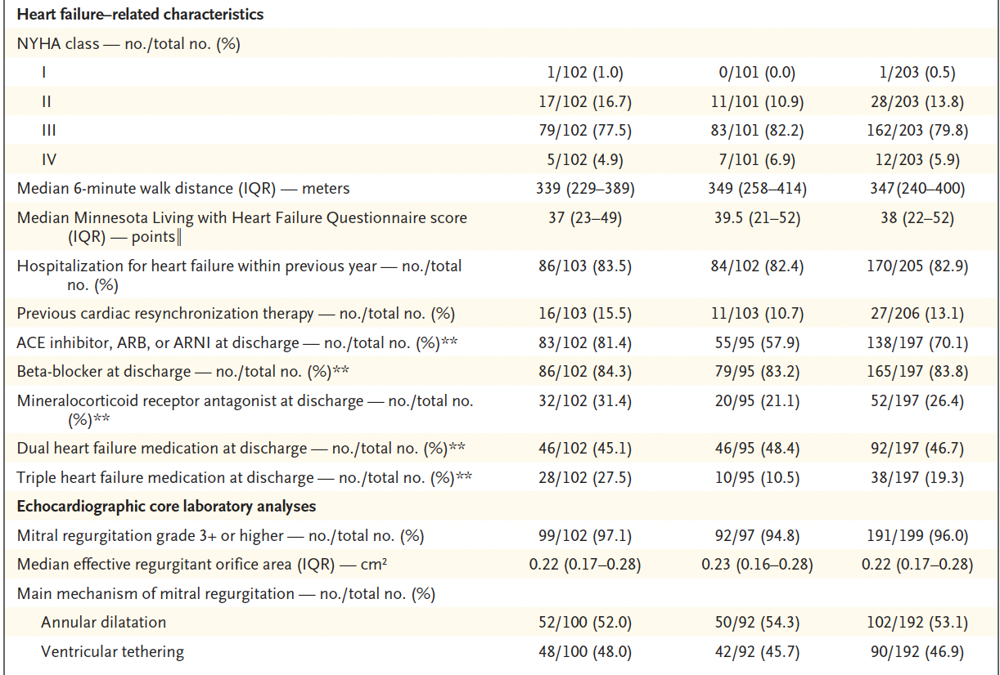 Heart failure–related characteristics
NYHA class — no./total no. (%)
I 1/102 (1.0) 0/101 (0.0) 1/203 (0.5)
II 17/102 (16.7) 11/101 (10.9) 28/203 (13.8)
III 79/102 (77.5) 83/101 (82.2) 162/203 (79.8)
IV 5/102 (4.9) 7/101 (6.9) 12/203 (5.9)
Median 6-minute walk distance (IQR) — meters 339 (229–389) 349 (258–414) 347(240–400)
Median Minnesota Living with Heart Failure Questionnaire score 37 (23–49) 39.5 (21–52) 38 (22–52)
(IQR) — points‖
Hospitalization for heart failure within previous year — no./total 86/103 (83.5) 84/102 (82.4) 170/205 (82.9)
no. (%)
Previous cardiac resynchronization therapy — no./total no. (%) 16/103 (15.5) 11/103 (10.7) 27/206 (13.1)
ACE inhibitor, ARB, or ARNI at discharge — no./total no. (%)** 83/102 (81.4) 55/95 (57.9) 138/197 (70.1)
Beta-blocker at discharge — no./total no. (%)** 86/102 (84.3) 79/95 (83.2) 165/197 (83.8)
Mineralocorticoid receptor antagonist at discharge — no./total no. 32/102 (31.4) 20/95 (21.1) 52/197 (26.4)
(%)**
Dual heart failure medication at discharge — no./total no. (%)** 46/102 (45.1) 46/95 (48.4) 92/197 (46.7)
Triple heart failure medication at discharge — no./total no. (%)** 28/102 (27.5) 10/95 (10.5) 38/197 (19.3)
Echocardiographic core laboratory analyses
Mitral regurgitation grade 3+ or higher — no./total no. (%) 99/102 (97.1) 92/97 (94.8) 191/199 (96.0)
Median effective regurgitant orifice area (IQR) — cm² 0.22 (0.17–0.28) 0.23 (0.16–0.28) 0.22 (0.17–0.28)
Main mechanism of mitral regurgitation — no./total no. (%)
Annular dilatation 52/100 (52.0) 50/92 (54.3) 102/192 (53.1)
Ventricular tethering 48/100 (48.0) 42/92 (45.7) 90/192 (46.9)